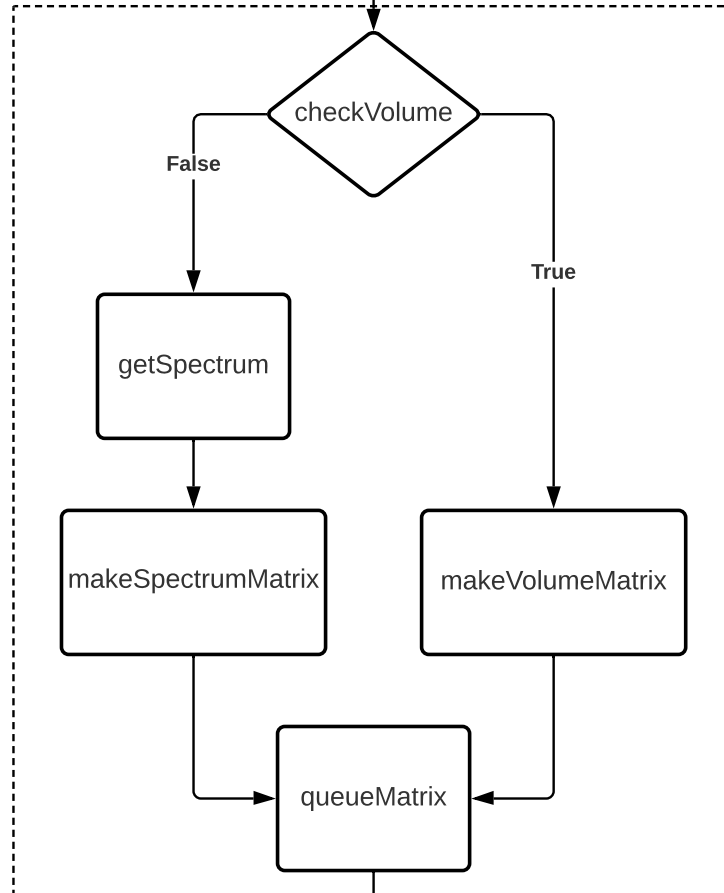 checkVolume
False
True
getSpectrum
makeSpectrumMatrix
makeVolumeMatrix
queueMatrix